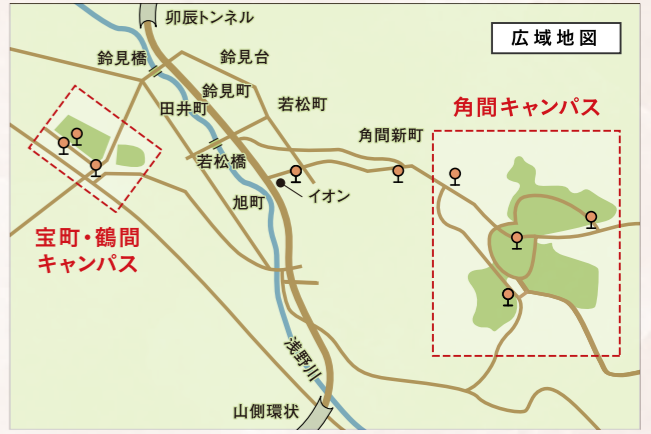 卯辰トンネル
広域地図
鈴見橋
鈴見台
鈴見町
田井町
若松町
角間キャンパス
角間新町
若松橋
旭町
イオン
宝町・鶴間
キャンパス
浅野川
山側環状